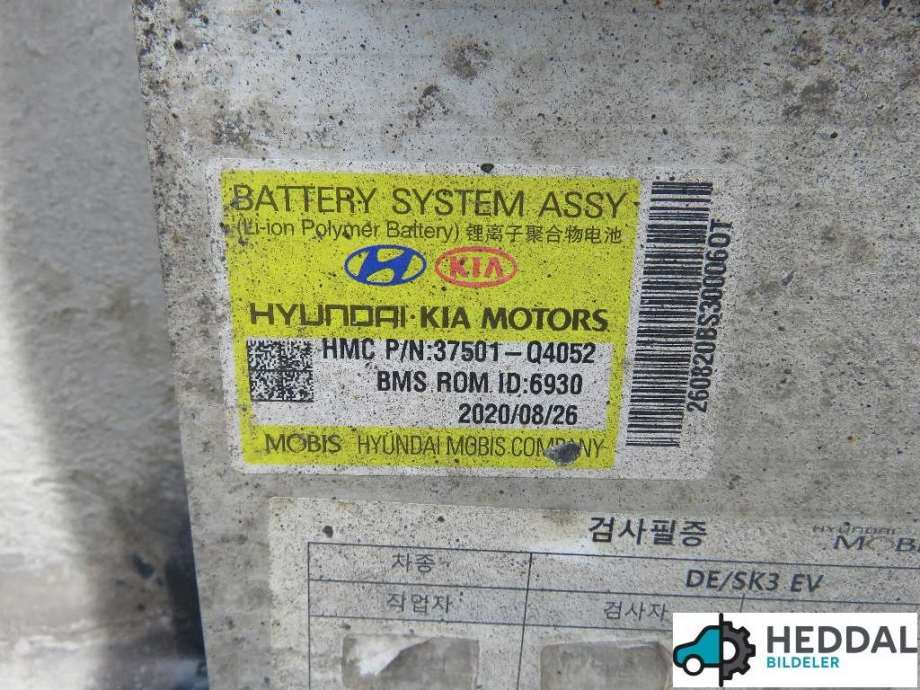 BATTERY SYSTEM ASSY
(Li-ion Polymer Battery) 锂离子聚合物电池
KIA
HYUNDAI · KIA MOTORS
HMC P/N:37501-Q4052
BMS ROM ID:6930
2020/08/26
MOBIS HYUNDAI MOBIS COMPANY
260B20BS300060T
검사필증
HYUNDAI
차종 DE/SK3 EV
작업자 검사자
HEDDAL
BILDELER